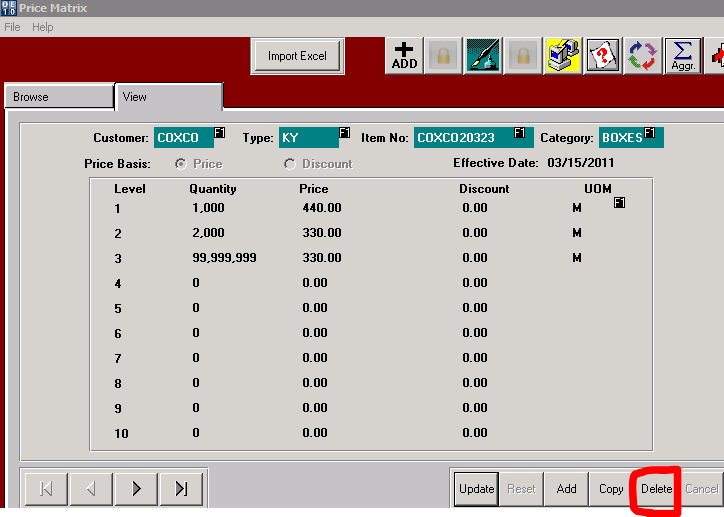 OE
10
Price Matrix
File Help
Import Excel
ADD
Aggr.
Browse View
Customer: COXCO F1 Type: KY F1 Item No: COXCO20323 F1 Category: BOXES F1
Price Basis: Price Discount Effective Date: 03/15/2011
Level Quantity Price Discount UOM
1 1,000 440.00 0.00 M F1
2 2,000 330.00 0.00 M
3 99,999,999 330.00 0.00 M
4 0 0.00 0.00
5 0 0.00 0.00
6 0 0.00 0.00
7 0 0.00 0.00
8 0 0.00 0.00
9 0 0.00 0.00
10 0 0.00 0.00
Update Reset Add Copy Delete Cancel